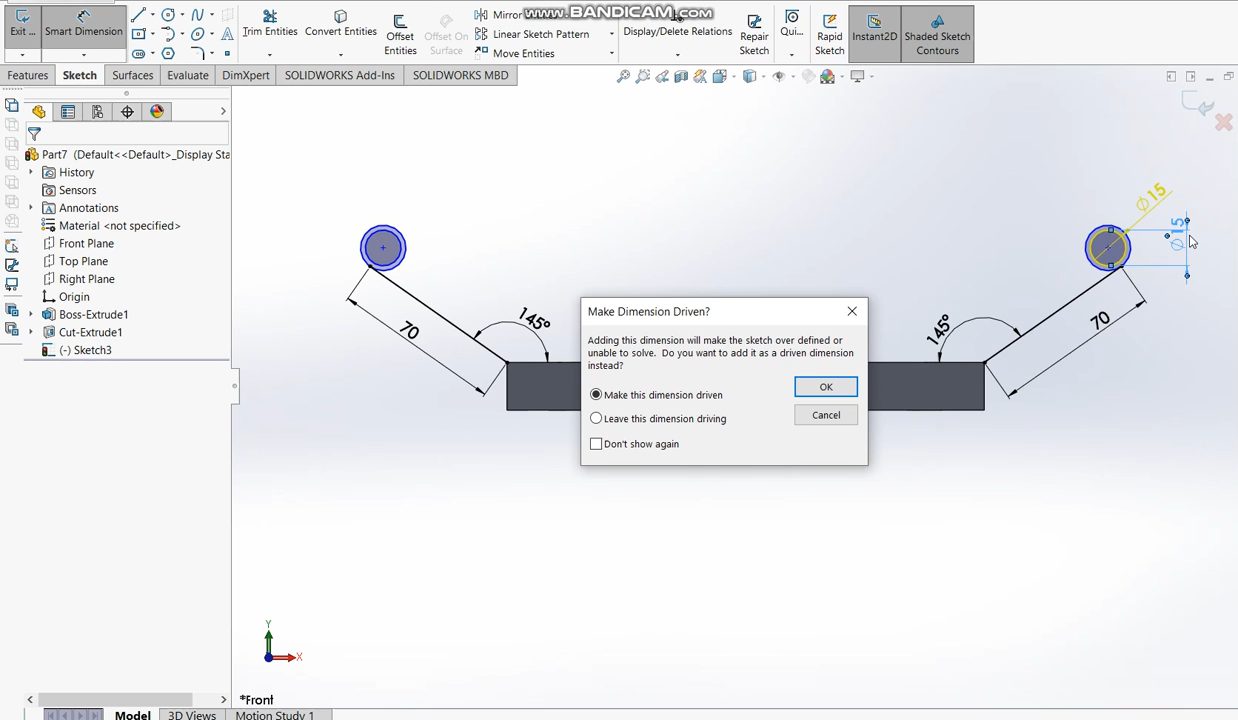 www.BANDICAM.com
Exit ...
Smart Dimension
Trim Entities
Convert Entities
Offset Entities
Offset On Surface
Mirror
Linear Sketch Pattern
Move Entities
Display/Delete Relations
Repair Sketch
Qui...
Rapid Sketch
Instant2D
Shaded Sketch Contours
Features
Sketch
Surfaces
Evaluate
DimXpert
SOLIDWORKS Add-Ins
SOLIDWORKS MBD
Part7 (Default<<Default>_Display Sta
History
Sensors
Annotations
Material <not specified>
Front Plane
Top Plane
Right Plane
Origin
Boss-Extrude1
Cut-Extrude1
(-) Sketch3
70
145°
145°
70
∅15
∅15
Make Dimension Driven?
Adding this dimension will make the sketch over defined or
unable to solve. Do you want to add it as a driven dimension
instead?
Make this dimension driven
Leave this dimension driving
Don't show again
OK
Cancel
Y
X
*Front
Model
3D Views
Motion Study 1